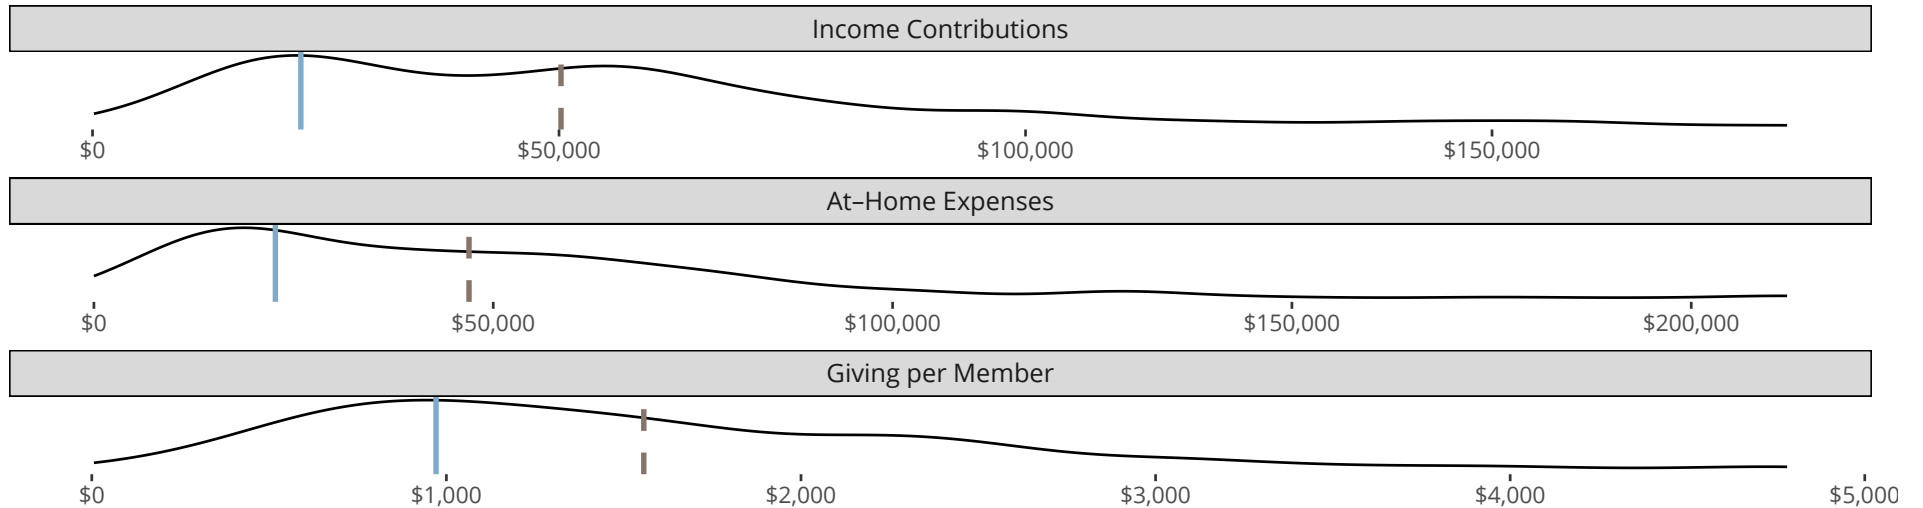 Income Contributions
$0 $50,000 $100,000 $150,000
At–Home Expenses
$0 $50,000 $100,000 $150,000 $200,000
Giving per Member
$0 $1,000 $2,000 $3,000 $4,000 $5,000